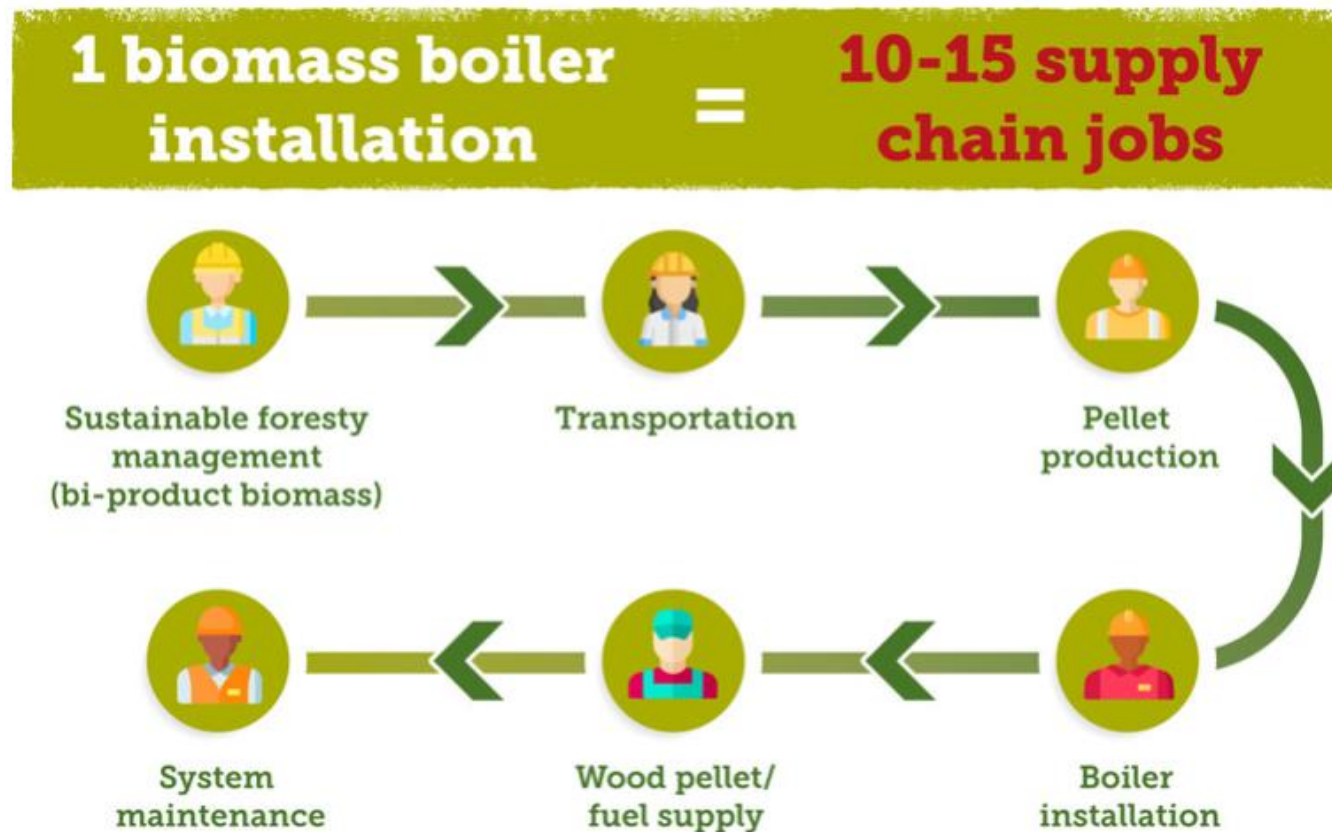 1 biomass boiler
installation
=
10-15 supply
chain jobs
Sustainable foresty
management
(bi-product biomass)
Transportation
Pellet
production
Boiler
installation
Wood pellet/
fuel supply
System
maintenance